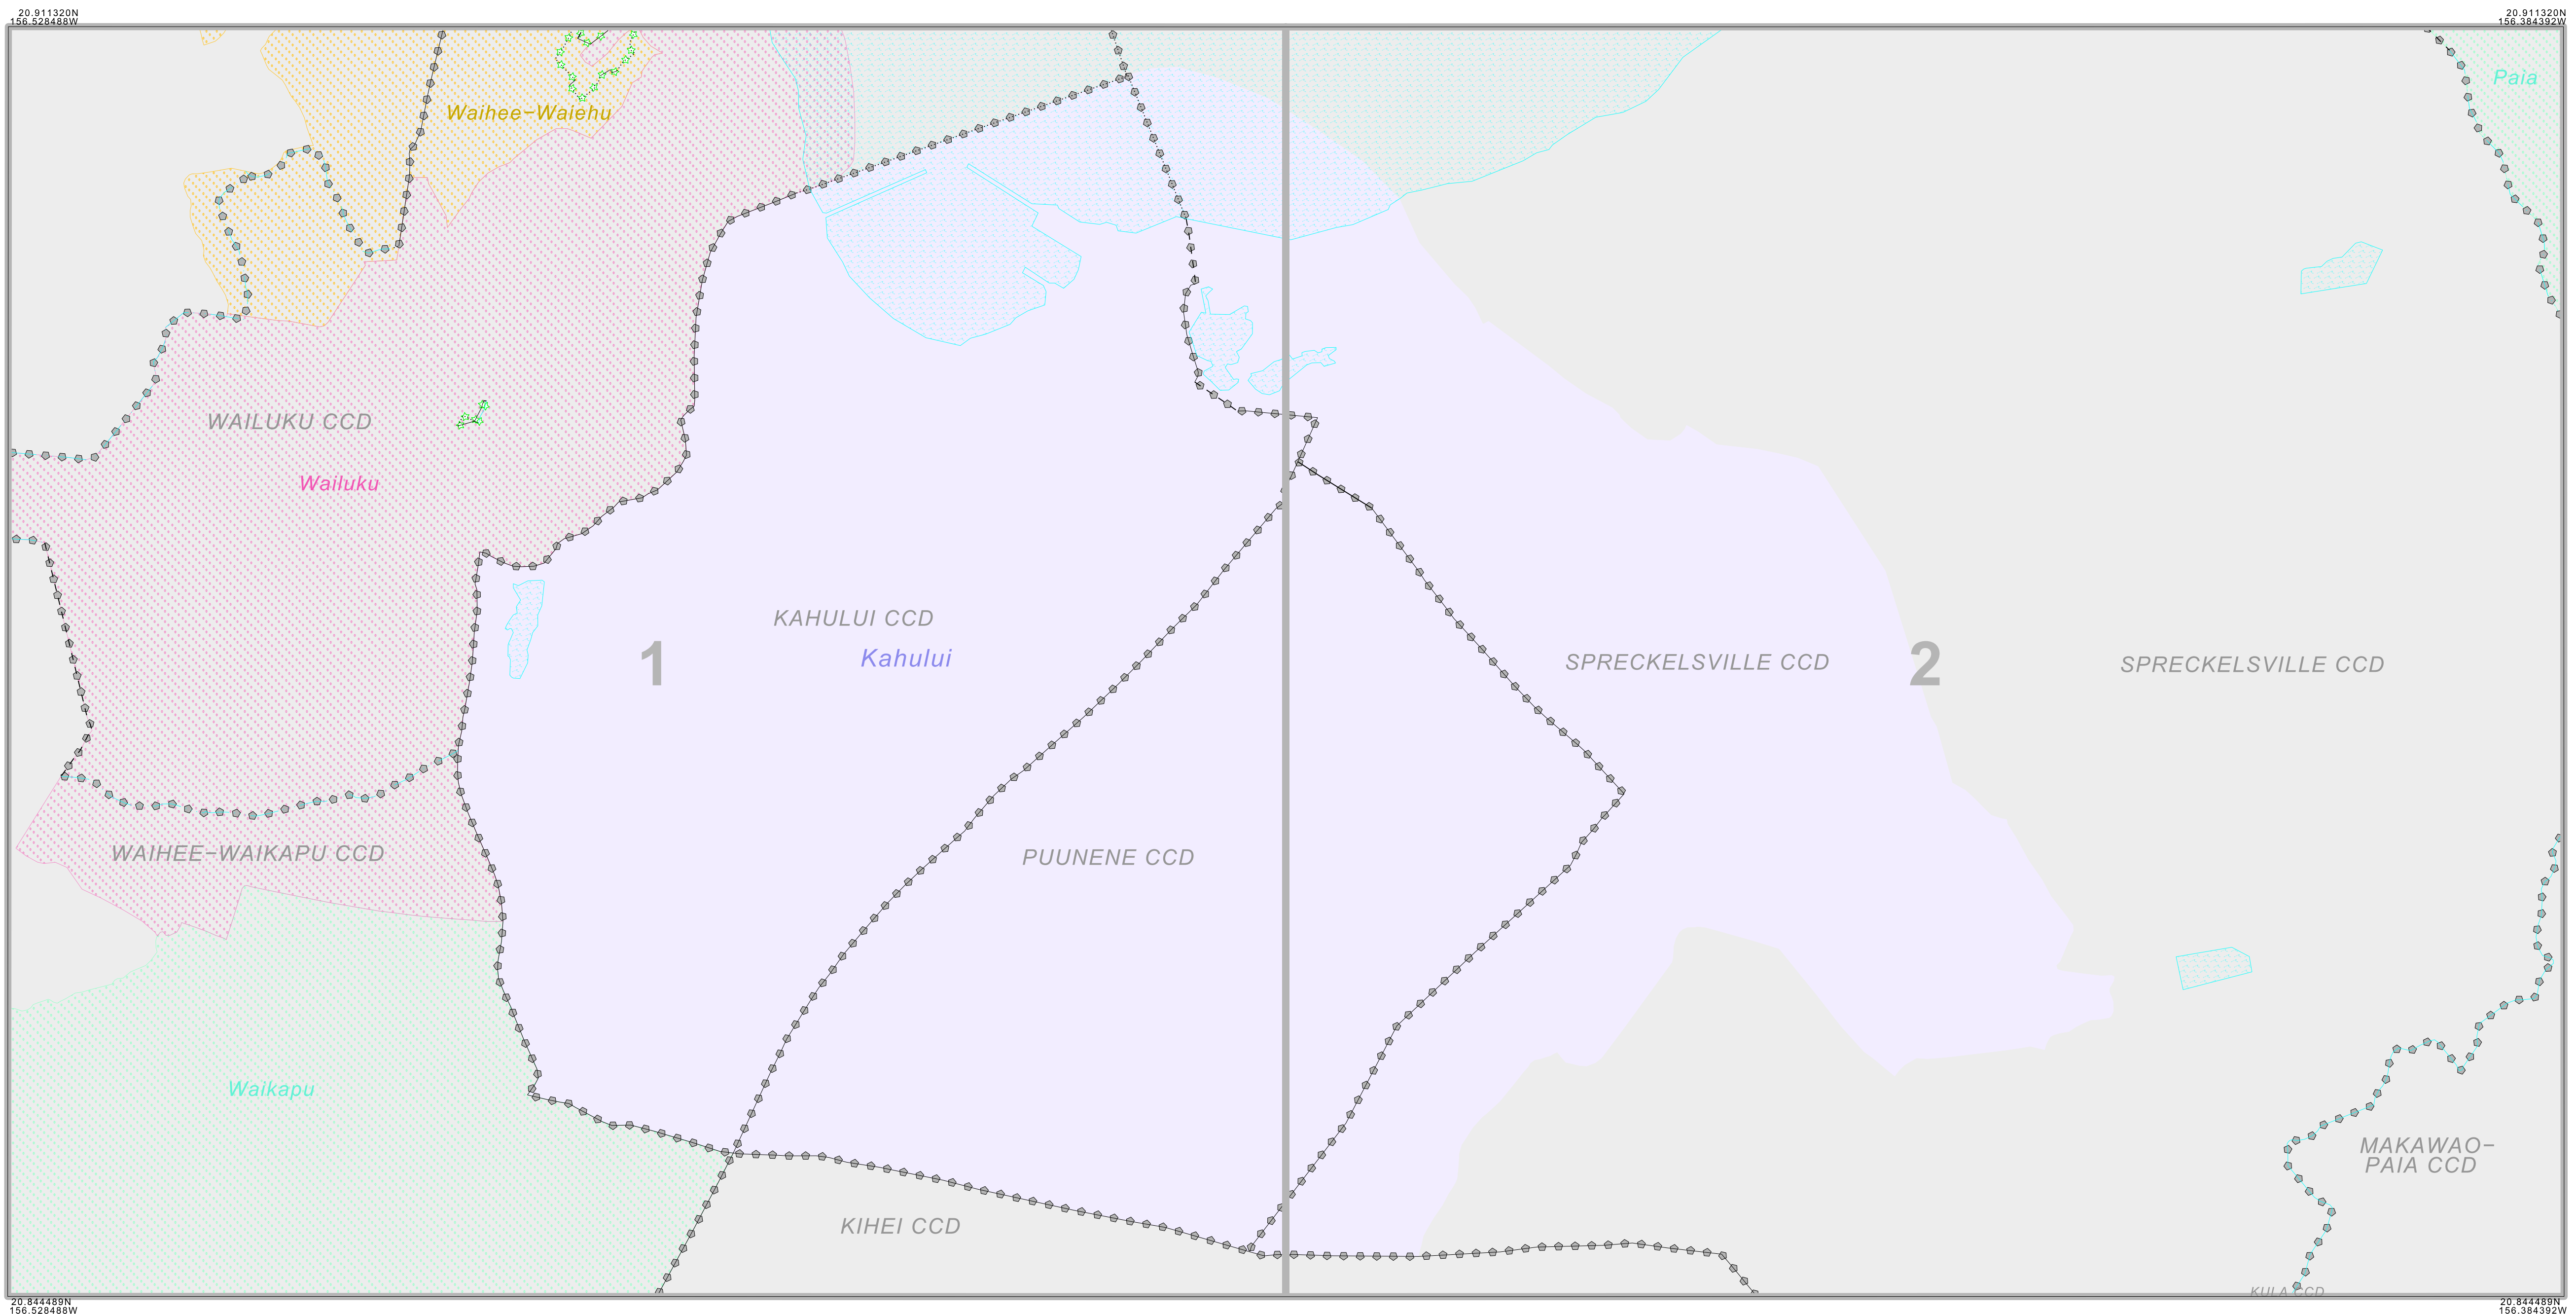 20.911320N
156.528488W
20.911320N
156.384392W
Paia
Waihee-Waiehu
WAILUKU CCD
Wailuku
KAHULUI CCD
Kahului
1
SPRECKELSVILLE CCD
2
SPRECKELSVILLE CCD
WAIHEE-WAIKAPU CCD
PUUNENE CCD
Waikapu
MAKAWAO-
PAIA CCD
KIHEI CCD
KULA CCD
20.844489N
156.528488W
20.844489N
156.384392W